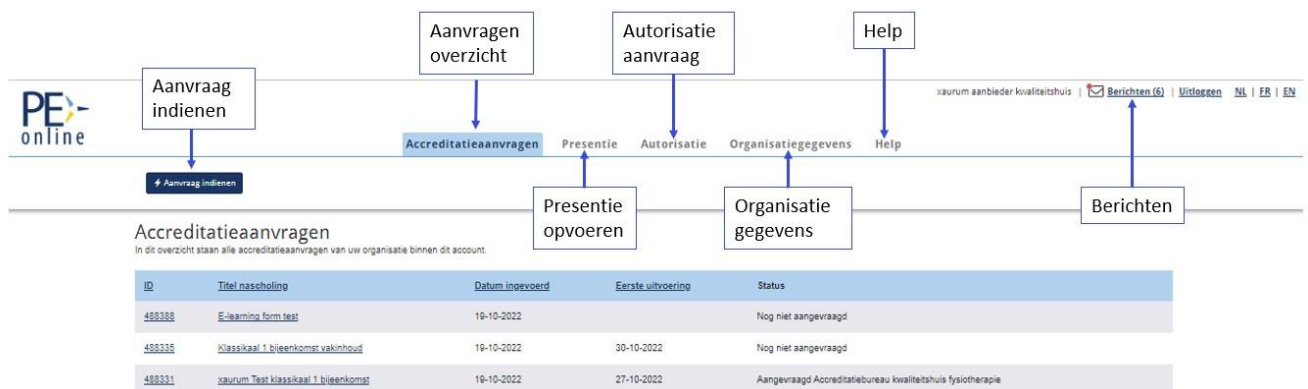 Aanvragen
overzicht
Autorisatie
aanvraag
Help
Aanvraag
indienen
PE
online
xaurum aanbieder kwaliteitshuis | Berichten (6) | Uitloggen NL | FR | EN
Accreditatieaanvragen Presentie Autorisatie Organisatiegegevens Help
Aanvraag indienen
Presentie
opvoeren
Organisatie
gegevens
Berichten
Accreditatieaanvragen
In dit overzicht staan alle accreditatieaanvragen van uw organisatie binnen dit account.
ID Titel nascholing Datum ingevoerd Eerste uitvoering Status
488388 E-learning form test 19-10-2022 Nog niet aangevraagd
488335 Klassikaal 1 bijeenkomst vakinhoud 19-10-2022 30-10-2022 Nog niet aangevraagd
488331 xaurum Test klassikaal 1 bijeenkomst 19-10-2022 27-10-2022 Aangevraagd Accreditatiebureau kwaliteitshuis fysiotherapie